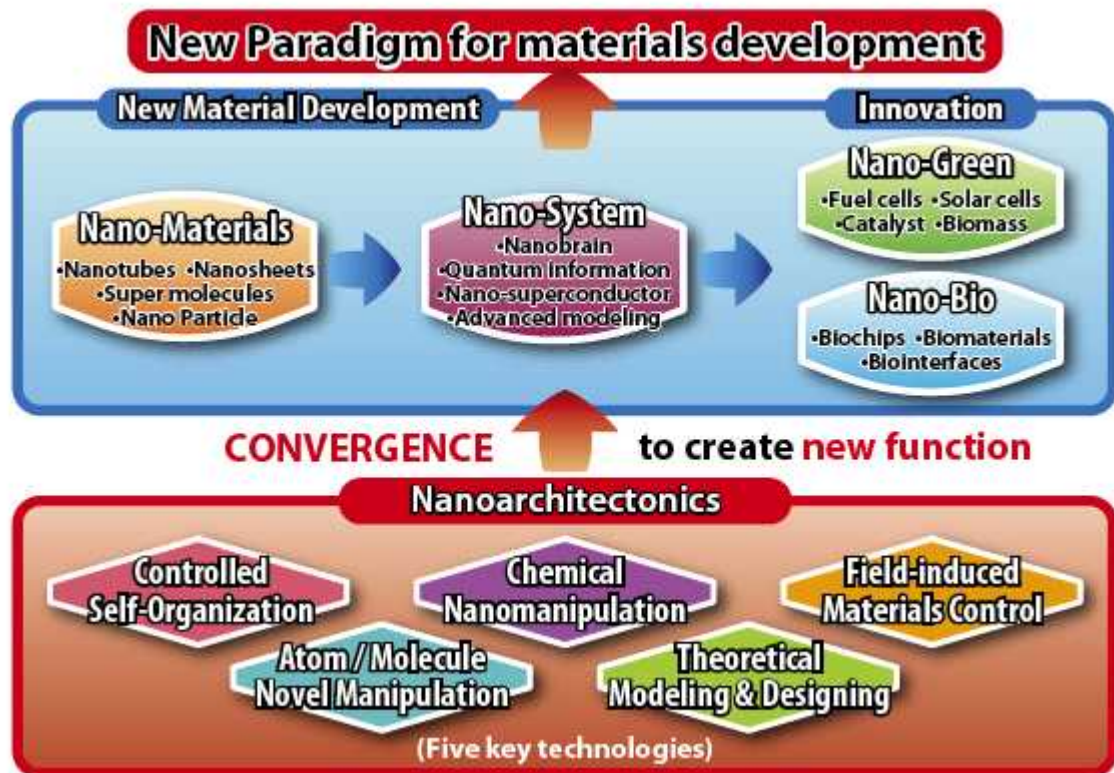 New Paradigm for materials development
New Material Development
Innovation
Nano-Materials
•Nanotubes •Nanosheets
•Super molecules
•Nano Particle
Nano-System
•Nanobrain
•Quantum information
•Nano-superconductor
•Advanced modeling
Nano-Green
•Fuel cells •Solar cells
•Catalyst •Biomass
Nano-Bio
•Biochips •Biomaterials
•Biointerfaces
CONVERGENCE to create new function
Nanoarchitectonics
Controlled
Self-Organization
Chemical
Nanomanipulation
Field-induced
Materials Control
Atom / Molecule
Novel Manipulation
Theoretical
Modeling & Designing
(Five key technologies)